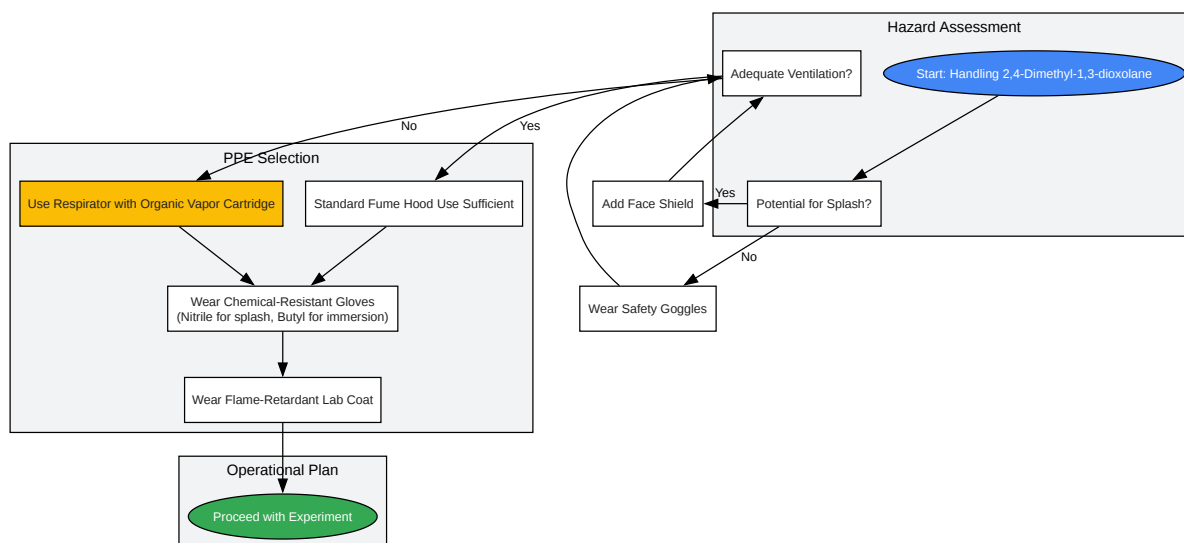 Hazard Assessment
Adequate Ventilation?
Start: Handling 2,4-Dimethyl-1,3-dioxolane
No
Yes
PPE Selection
Use Respirator with Organic Vapor Cartridge
Standard Fume Hood Use Sufficient
Add Face Shield
Yes
Potential for Splash?
No
Wear Chemical-Resistant Gloves
(Nitrile for splash, Butyl for immersion)
Wear Safety Goggles
Wear Flame-Retardant Lab Coat
Operational Plan
Proceed with Experiment